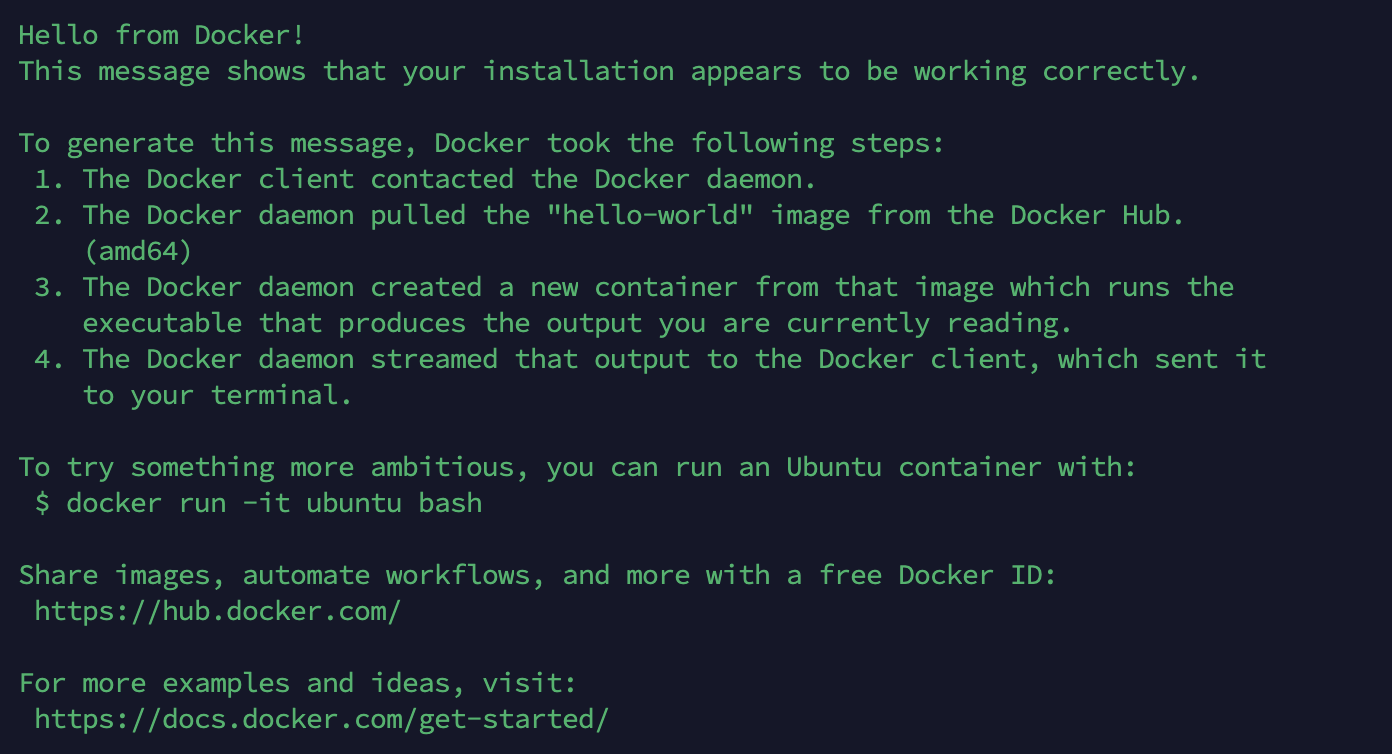 Hello from Docker!
This message shows that your installation appears to be working correctly.

To generate this message, Docker took the following steps:
 1. The Docker client contacted the Docker daemon.
 2. The Docker daemon pulled the "hello-world" image from the Docker Hub.
    (amd64)
 3. The Docker daemon created a new container from that image which runs the
    executable that produces the output you are currently reading.
 4. The Docker daemon streamed that output to the Docker client, which sent it
    to your terminal.

To try something more ambitious, you can run an Ubuntu container with:
 $ docker run -it ubuntu bash

Share images, automate workflows, and more with a free Docker ID:
 https://hub.docker.com/

For more examples and ideas, visit:
 https://docs.docker.com/get-started/